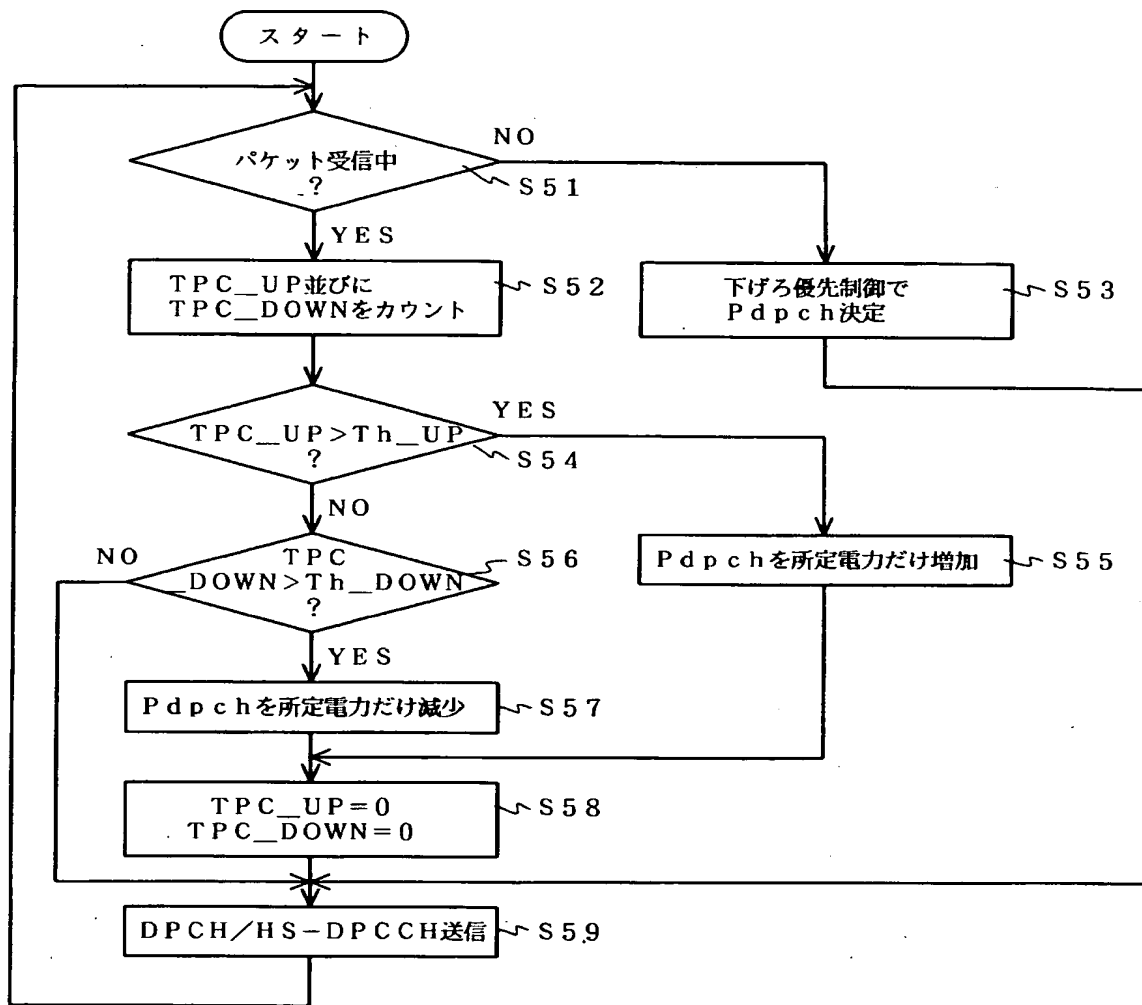 スタート
NO
パケット受信中
?
S51
YES
TPC_UP並びに
TPC_DOWNをカウント
S52
下げろ優先制御で
Pdpch決定
S53
YES
TPC_UP>Th_UP
?
S54
NO
NO
TPC
_DOWN>Th_DOWN
?
S56
Pdpchを所定電力だけ増加
S55
YES
Pdpchを所定電力だけ減少
S57
TPC_UP=0
TPC_DOWN=0
S58
DPCH/HS-DPCCH送信
S59